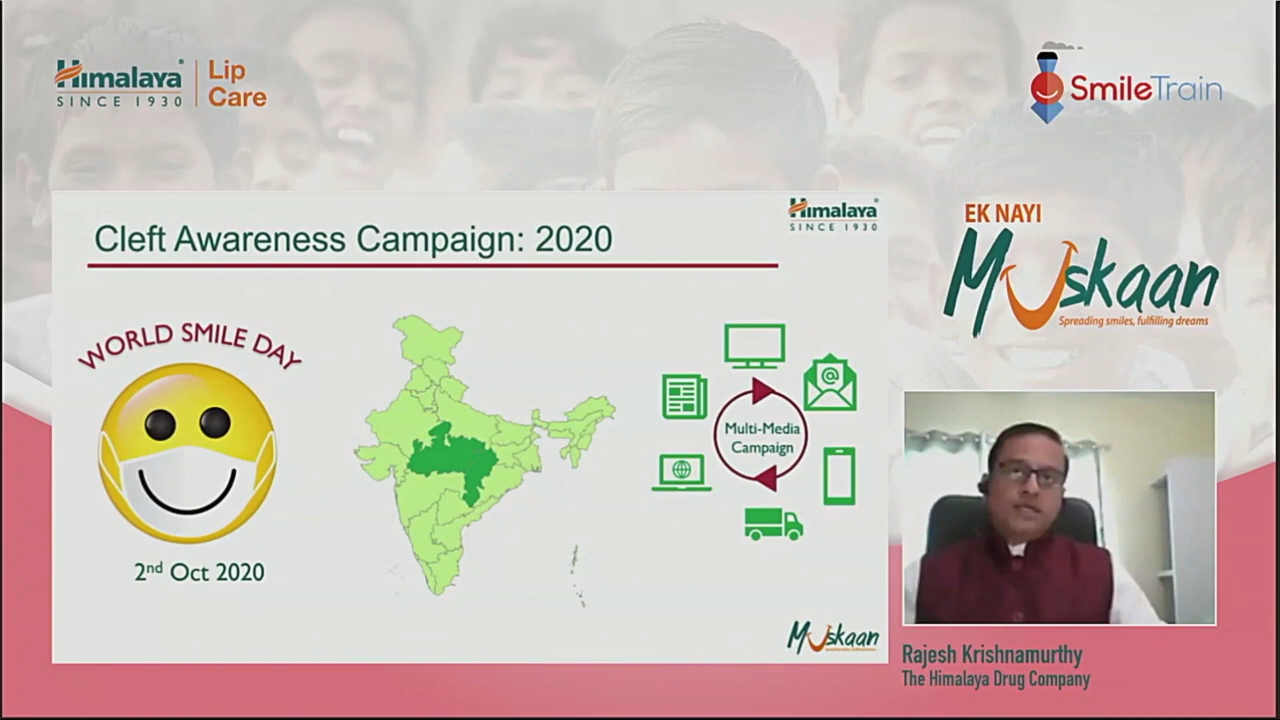 Himalaya
SINCE 1930
Lip
Care
SmileTrain
Cleft Awareness Campaign: 2020
Himalaya
SINCE 1930
EK NAYI
Muskaan
Spreading smiles, fulfilling dreams
WORLD SMILE DAY
2nd Oct 2020
@
Multi-Media
Campaign
Muskaan
Rajesh Krishnamurthy
The Himalaya Drug Company